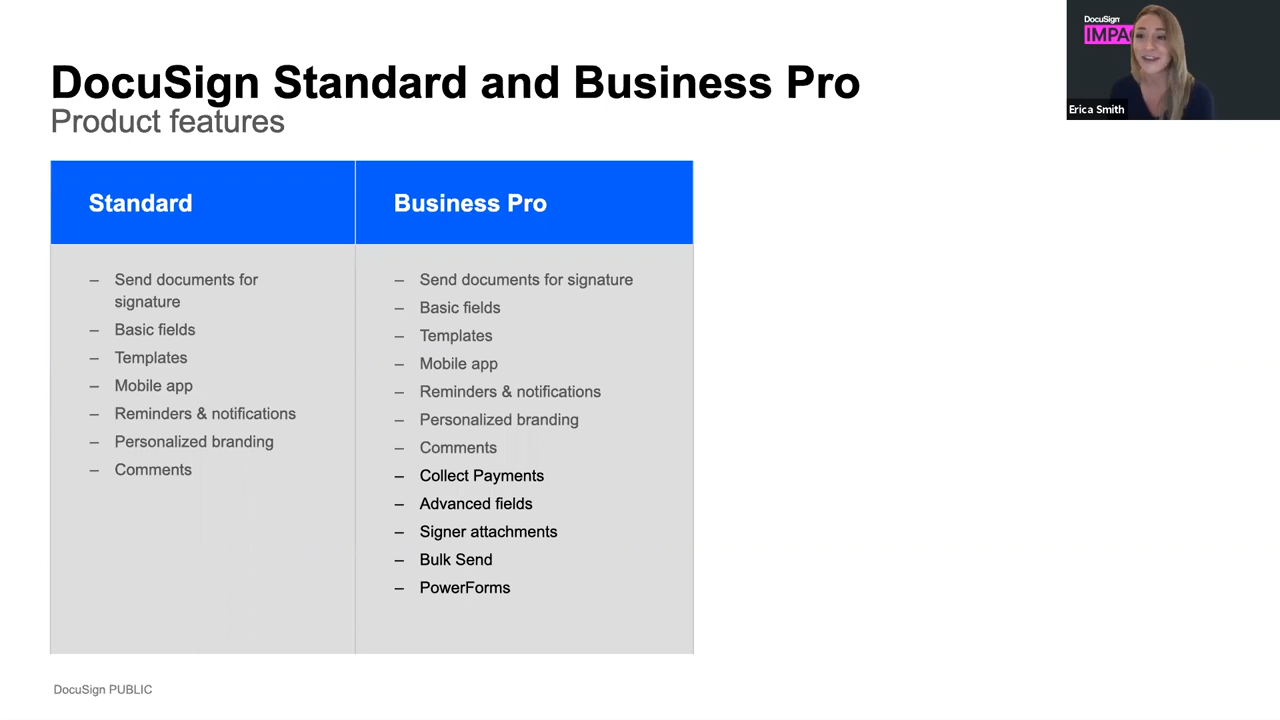 DocuSign Standard and Business Pro
Product features
DocuSign
IMPA
Erica Smith
Standard
– Send documents for
signature
– Basic fields
– Templates
– Mobile app
– Reminders & notifications
– Personalized branding
– Comments
Business Pro
– Send documents for signature
– Basic fields
– Templates
– Mobile app
– Reminders & notifications
– Personalized branding
– Comments
– Collect Payments
– Advanced fields
– Signer attachments
– Bulk Send
– PowerForms
DocuSign PUBLIC